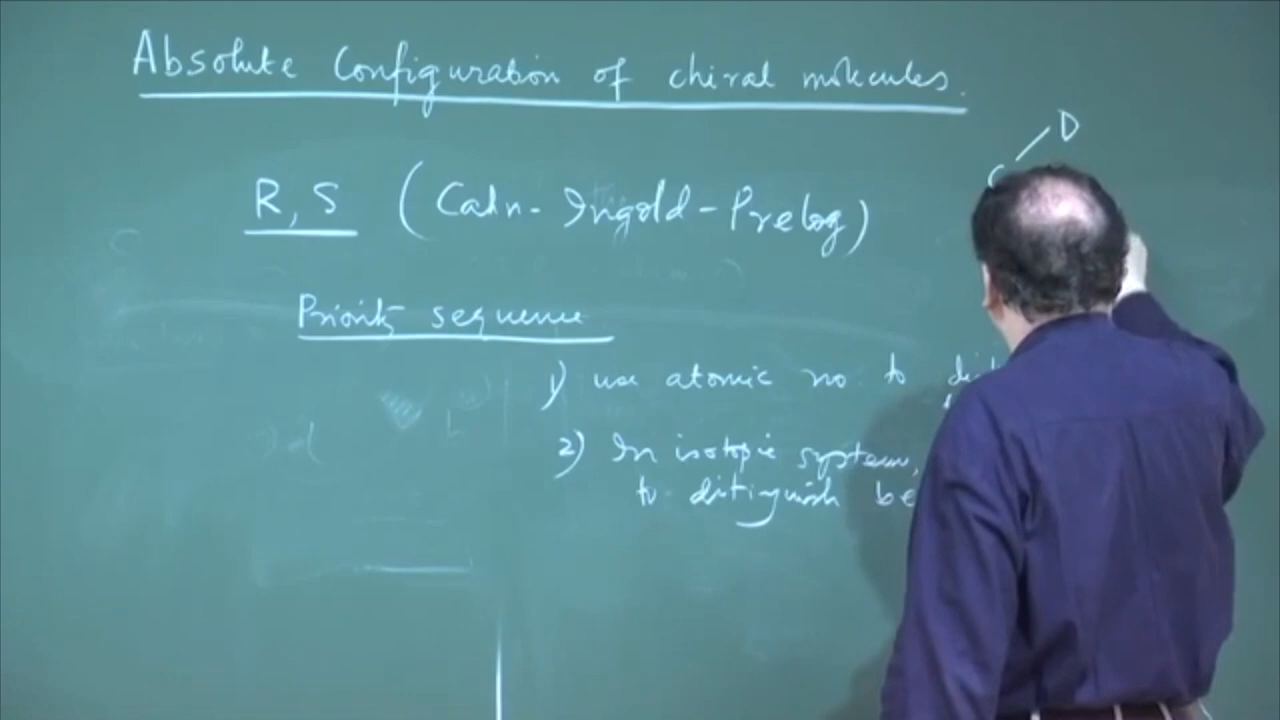 Absolute Configuration of chiral molecules.
D
C
R, S (Cahn-Ingold-Prelog)
Priority sequence
1) use atomic no. to
2) In isotopic system,
to distinguish be